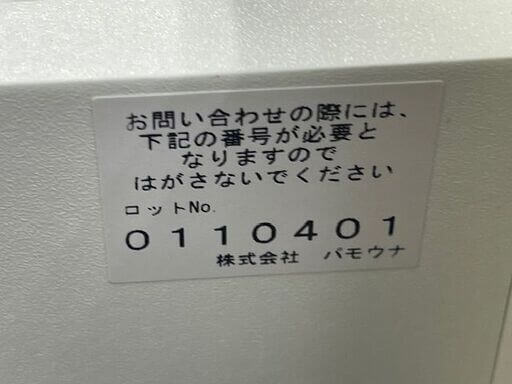 お問い合わせの際には、
下記の番号が必要と
なりますので
はがさないでください
ロットNo.
0110401
株式会社　パモウナ